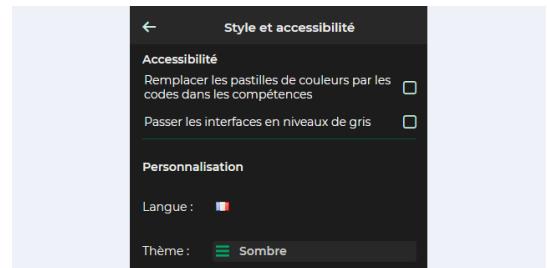 Style et accessibilité
Accessibilité
Remplacer les pastilles de couleurs par les
codes dans les compétences
Passer les interfaces en niveaux de gris
Personnalisation
Langue :
Thème : Sombre